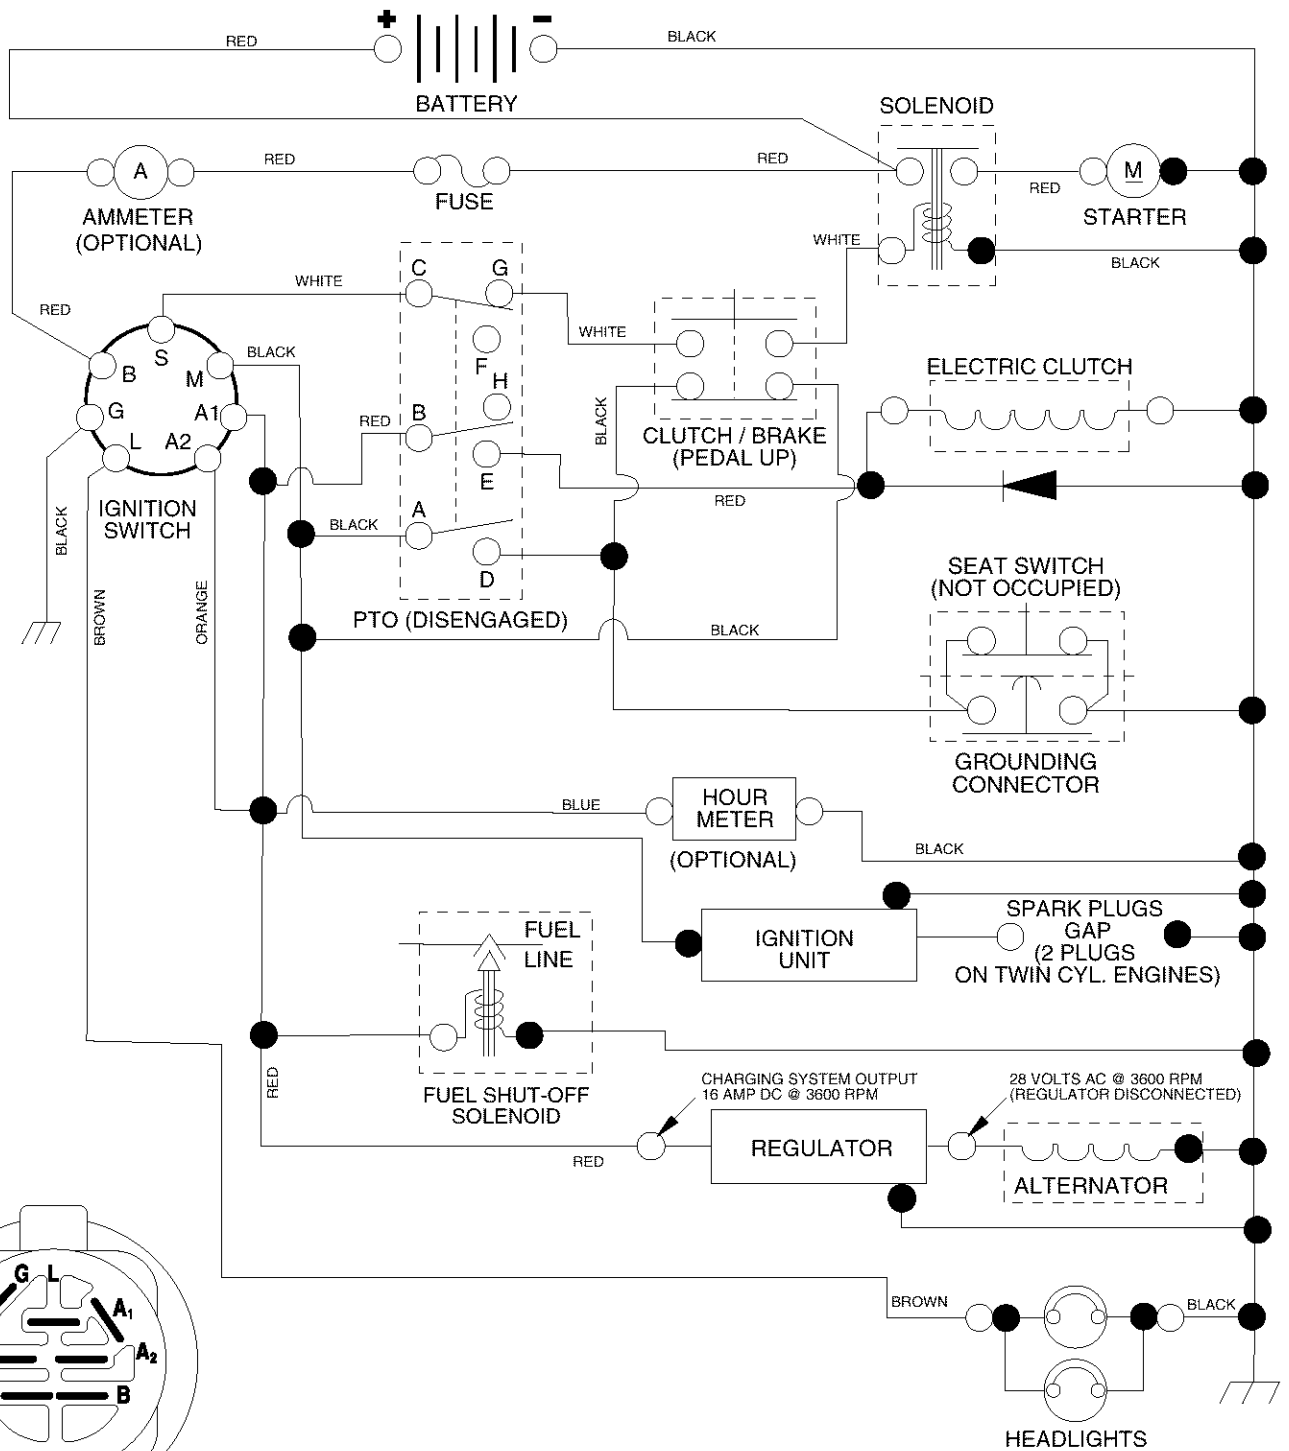 + -
RED
BLACK
BATTERY
SOLENOID
RED
RED
A
FUSE
M
RED
AMMETER
(OPTIONAL)
STARTER
WHITE
BLACK
C G
WHITE
RED
WHITE
S
BLACK
B
M
F
H
ELECTRIC CLUTCH
G
A1
B
RED
BLACK
L A2
CLUTCH / BRAKE
(PEDAL UP)
E
RED
IGNITION
SWITCH
A
BLACK
BLACK
D
SEAT SWITCH
(NOT OCCUPIED)
BROWN
ORANGE
PTO (DISENGAGED)
BLACK
GROUNDING
CONNECTOR
BLUE
HOUR
METER
(OPTIONAL)
BLACK
SPARK PLUGS
GAP
(2 PLUGS
ON TWIN CYL. ENGINES)
IGNITION
UNIT
FUEL
LINE
RED
FUEL SHUT-OFF
SOLENOID
CHARGING SYSTEM OUTPUT
16 AMP DC @ 3600 RPM
28 VOLTS AC @ 3600 RPM
(REGULATOR DISCONNECTED)
REGULATOR
RED
ALTERNATOR
G L
A1
A2
B
BROWN
BLACK
HEADLIGHTS